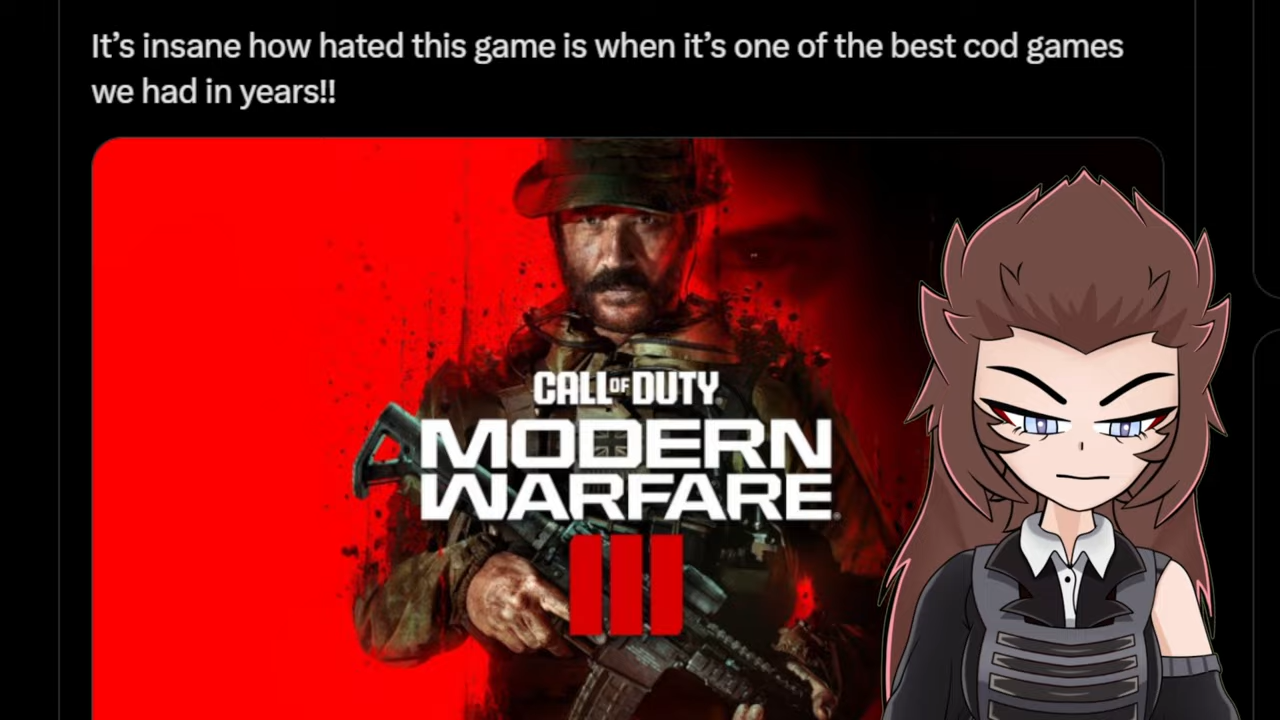 It’s insane how hated this game is when it’s one of the best cod games
we had in years!!
CALL OF DUTY
MODERN
WARFARE
III